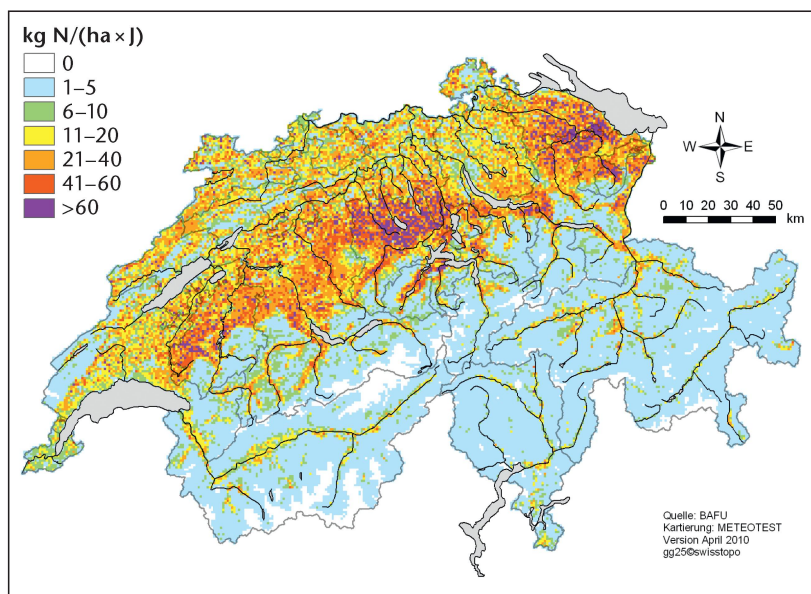 kg N/(ha×J)
0
1–5
6–10
11–20
21–40
41–60
>60
N
W E
S
0 10 20 30 40 50
km
Quelle: BAFU
Kartierung: METEOTEST
Version April 2010
gg25©swisstopo